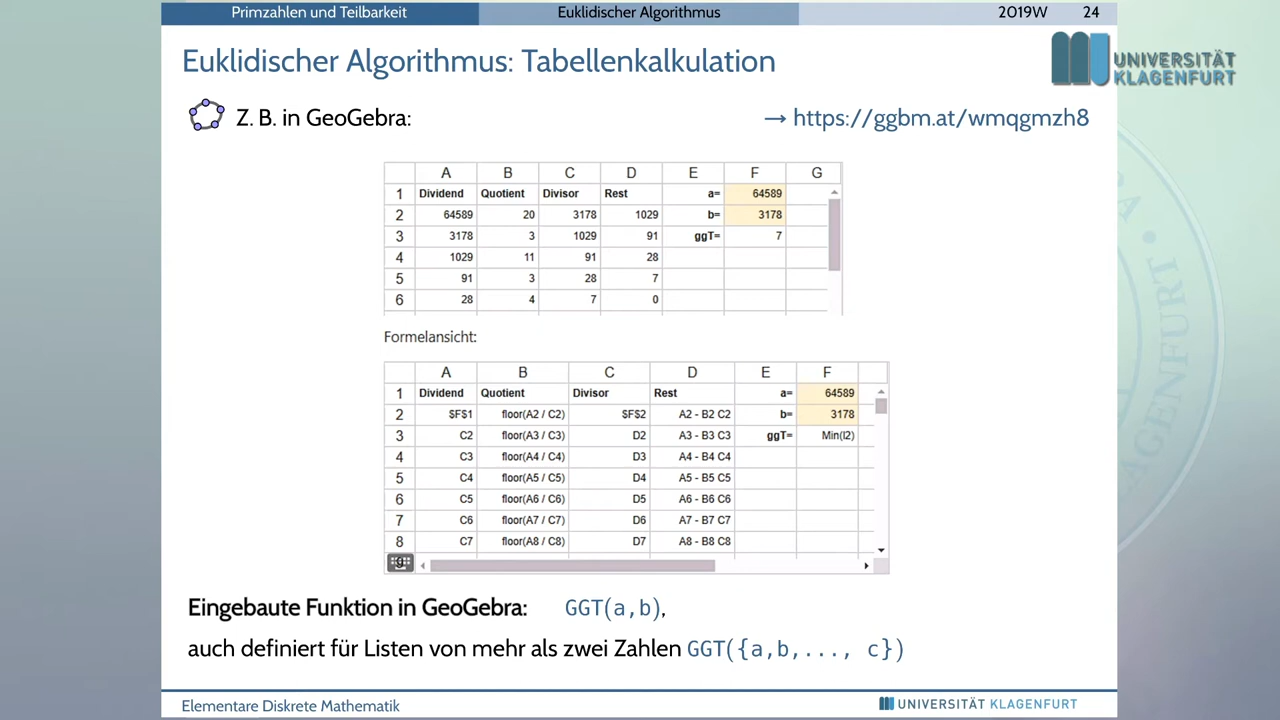 Primzahlen und Teilbarkeit Euklidischer Algorithmus 2019W 24
Euklidischer Algorithmus: Tabellenkalkulation
UNIVERSITÄT
KLAGENFURT
Z. B. in GeoGebra: → https://ggbm.at/wmqgmzh8
A B C D E F G
1 Dividend Quotient Divisor Rest a= 64589
2 64589 20 3178 1029 b= 3178
3 3178 3 1029 91 ggT= 7
4 1029 11 91 28
5 91 3 28 7
6 28 4 7 0
Formelansicht:
A B C D E F
1 Dividend Quotient Divisor Rest a= 64589
2 $F$1 floor(A2 / C2) $F$2 A2 - B2 C2 b= 3178
3 C2 floor(A3 / C3) D2 A3 - B3 C3 ggT= Min(I2)
4 C3 floor(A4 / C4) D3 A4 - B4 C4
5 C4 floor(A5 / C5) D4 A5 - B5 C5
6 C5 floor(A6 / C6) D5 A6 - B6 C6
7 C6 floor(A7 / C7) D6 A7 - B7 C7
8 C7 floor(A8 / C8) D7 A8 - B8 C8
9
Eingebaute Funktion in GeoGebra: GGT(a,b),
auch definiert für Listen von mehr als zwei Zahlen GGT({a,b,..., c})
Elementare Diskrete Mathematik UNIVERSITÄT KLAGENFURT